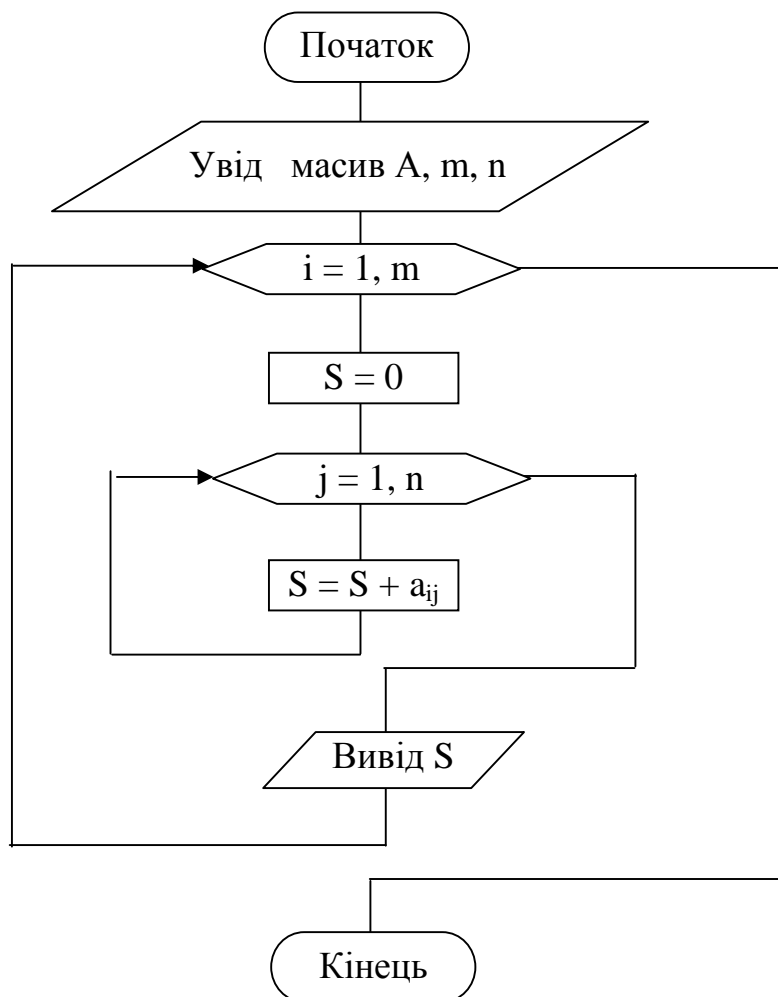 Початок
Увід масив A, m, n
i = 1, m
S = 0
j = 1, n
S = S + aij
Вивід S
Кінець